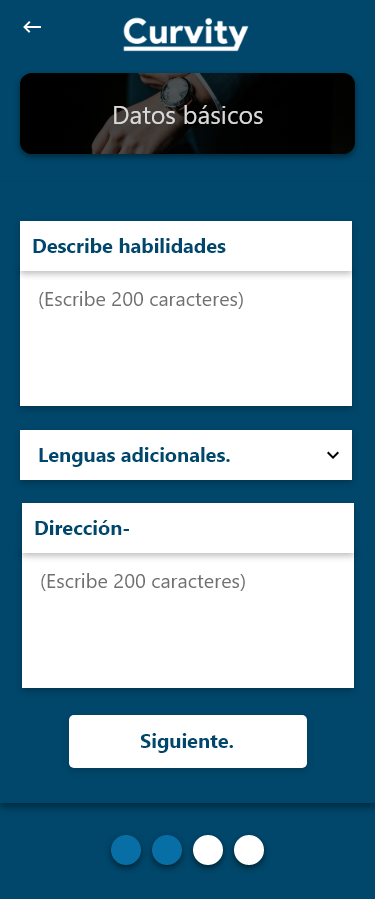 Curvity
Datos básicos
Describe habilidades
(Escribe 200 caracteres)
Lenguas adicionales.
Dirección-
(Escribe 200 caracteres)
Siguiente.